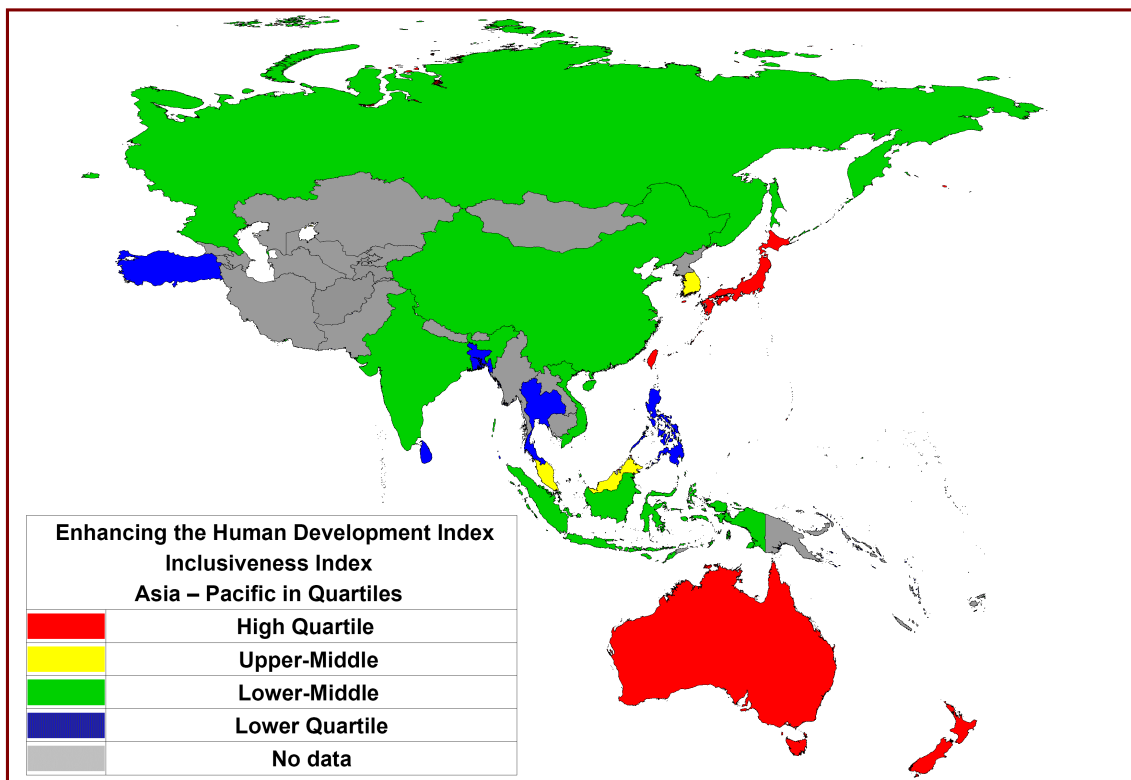 Enhancing the Human Development Index
Inclusiveness Index
Asia – Pacific in Quartiles
High Quartile
Upper-Middle
Lower-Middle
Lower Quartile
No data